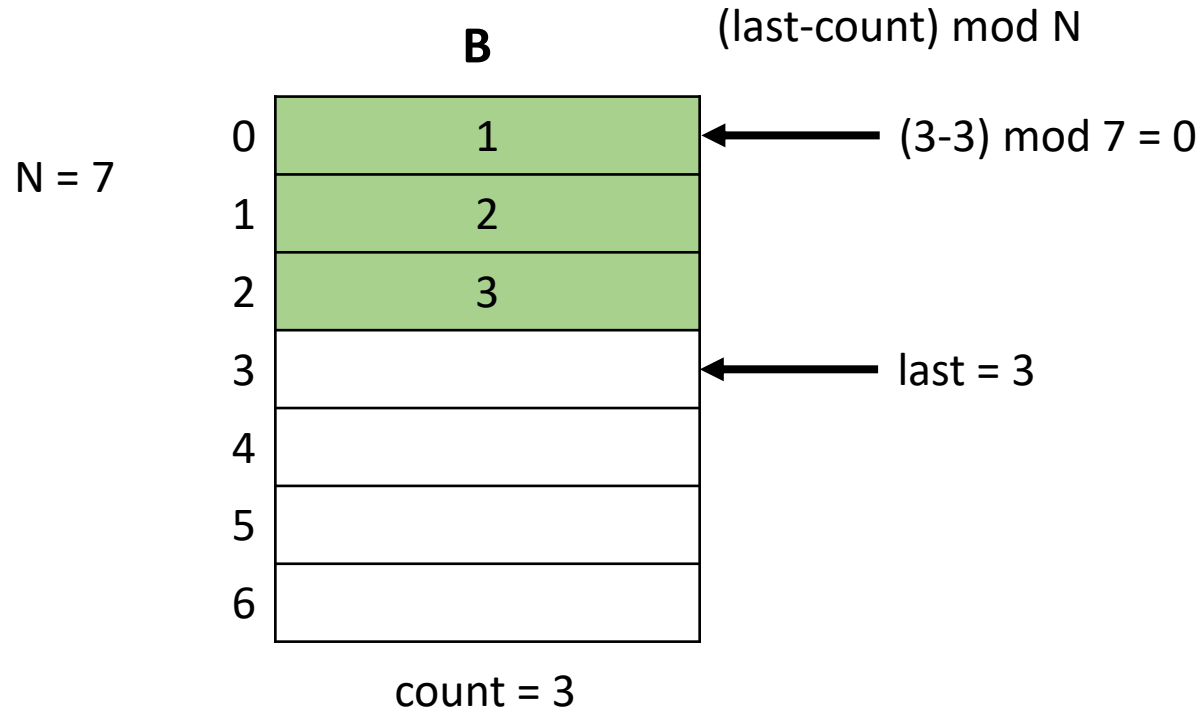 (last-count) mod N
B
0 1 (3-3) mod 7 = 0
N = 7
1 2
2 3
3 last = 3
4
5
6
count = 3